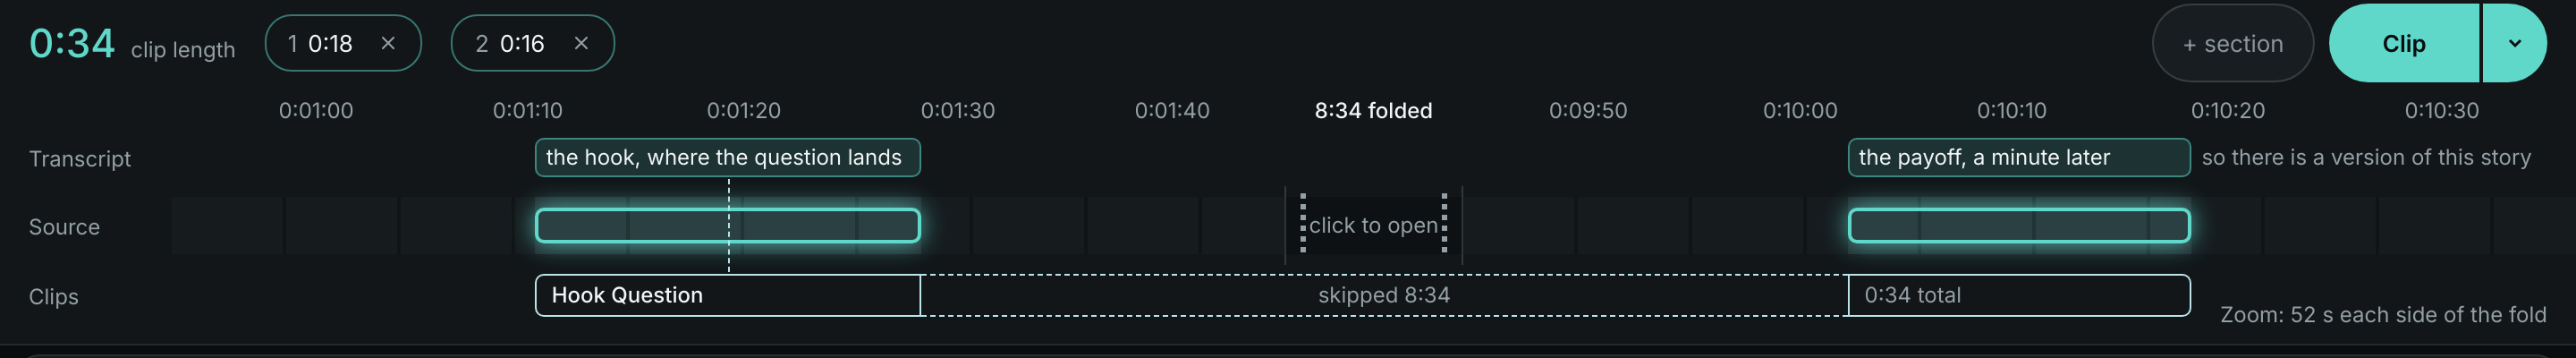 0:34 clip length 1 0:18 × 2 0:16 × + section Clip
0:01:00 0:01:10 0:01:20 0:01:30 0:01:40 8:34 folded 0:09:50 0:10:00 0:10:10 0:10:20 0:10:30
Transcript the hook, where the question lands the payoff, a minute later so there is a version of this story
Source click to open
Clips Hook Question skipped 8:34 0:34 total
Zoom: 52 s each side of the fold